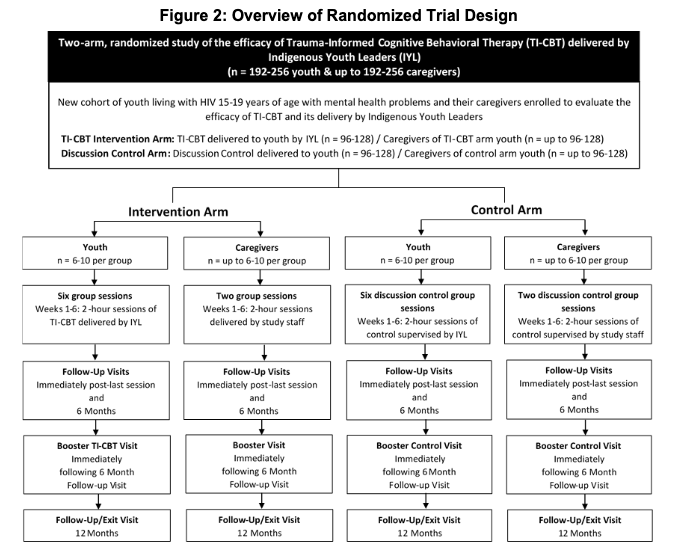 Figure 2: Overview of Randomized Trial Design
Two-arm, randomized study of the efficacy of Trauma-Informed Cognitive Behavioral Therapy (TI-CBT) delivered by
Indigenous Youth Leaders (IYL)
(n = 192-256 youth & up to 192-256 caregivers)
New cohort of youth living with HIV 15-19 years of age with mental health problems and their caregivers enrolled to evaluate the
efficacy of TI-CBT and its delivery by Indigenous Youth Leaders
TI-CBT Intervention Arm: TI-CBT delivered to youth by IYL (n = 96-128) / Caregivers of TI-CBT arm youth (n = up to 96-128)
Discussion Control Arm: Discussion Control delivered to youth (n = 96-128) / Caregivers of control arm youth (n = up to 96-128)
Intervention Arm
Youth
n = 6-10 per group
Caregivers
n = up to 6-10 per group
Six group sessions
Weeks 1-6: 2-hour sessions of
TI-CBT delivered by IYL
Two group sessions
Weeks 1-6: 2-hour sessions
delivered by study staff
Follow-Up Visits
Immediately post-last session
and
6 Months
Follow-Up Visits
Immediately post-last session
and
6 Months
Booster TI-CBT Visit
Immediately
following 6 Month
Follow-up Visit
Booster Visit
Immediately
following 6 Month
Follow-up Visit
Follow-Up/Exit Visit
12 Months
Follow-Up/Exit Visit
12 Months
Control Arm
Youth
n = 6-10 per group
Caregivers
n = up to 6-10 per group
Six discussion control group
sessions
Weeks 1-6: 2-hour sessions of
control supervised by IYL
Two discussion control group
sessions
Weeks 1-6: 2-hour sessions of
control supervised by study staff
Follow-Up Visits
Immediately post-last session
and
6 Months
Follow-Up Visits
Immediately post-last session
and
6 Months
Booster Control Visit
Immediately
following 6 Month
Follow-up Visit
Booster Control Visit
Immediately
following 6 Month
Follow-up Visit
Follow-Up/Exit Visit
12 Months
Follow-Up/Exit Visit
12 Months